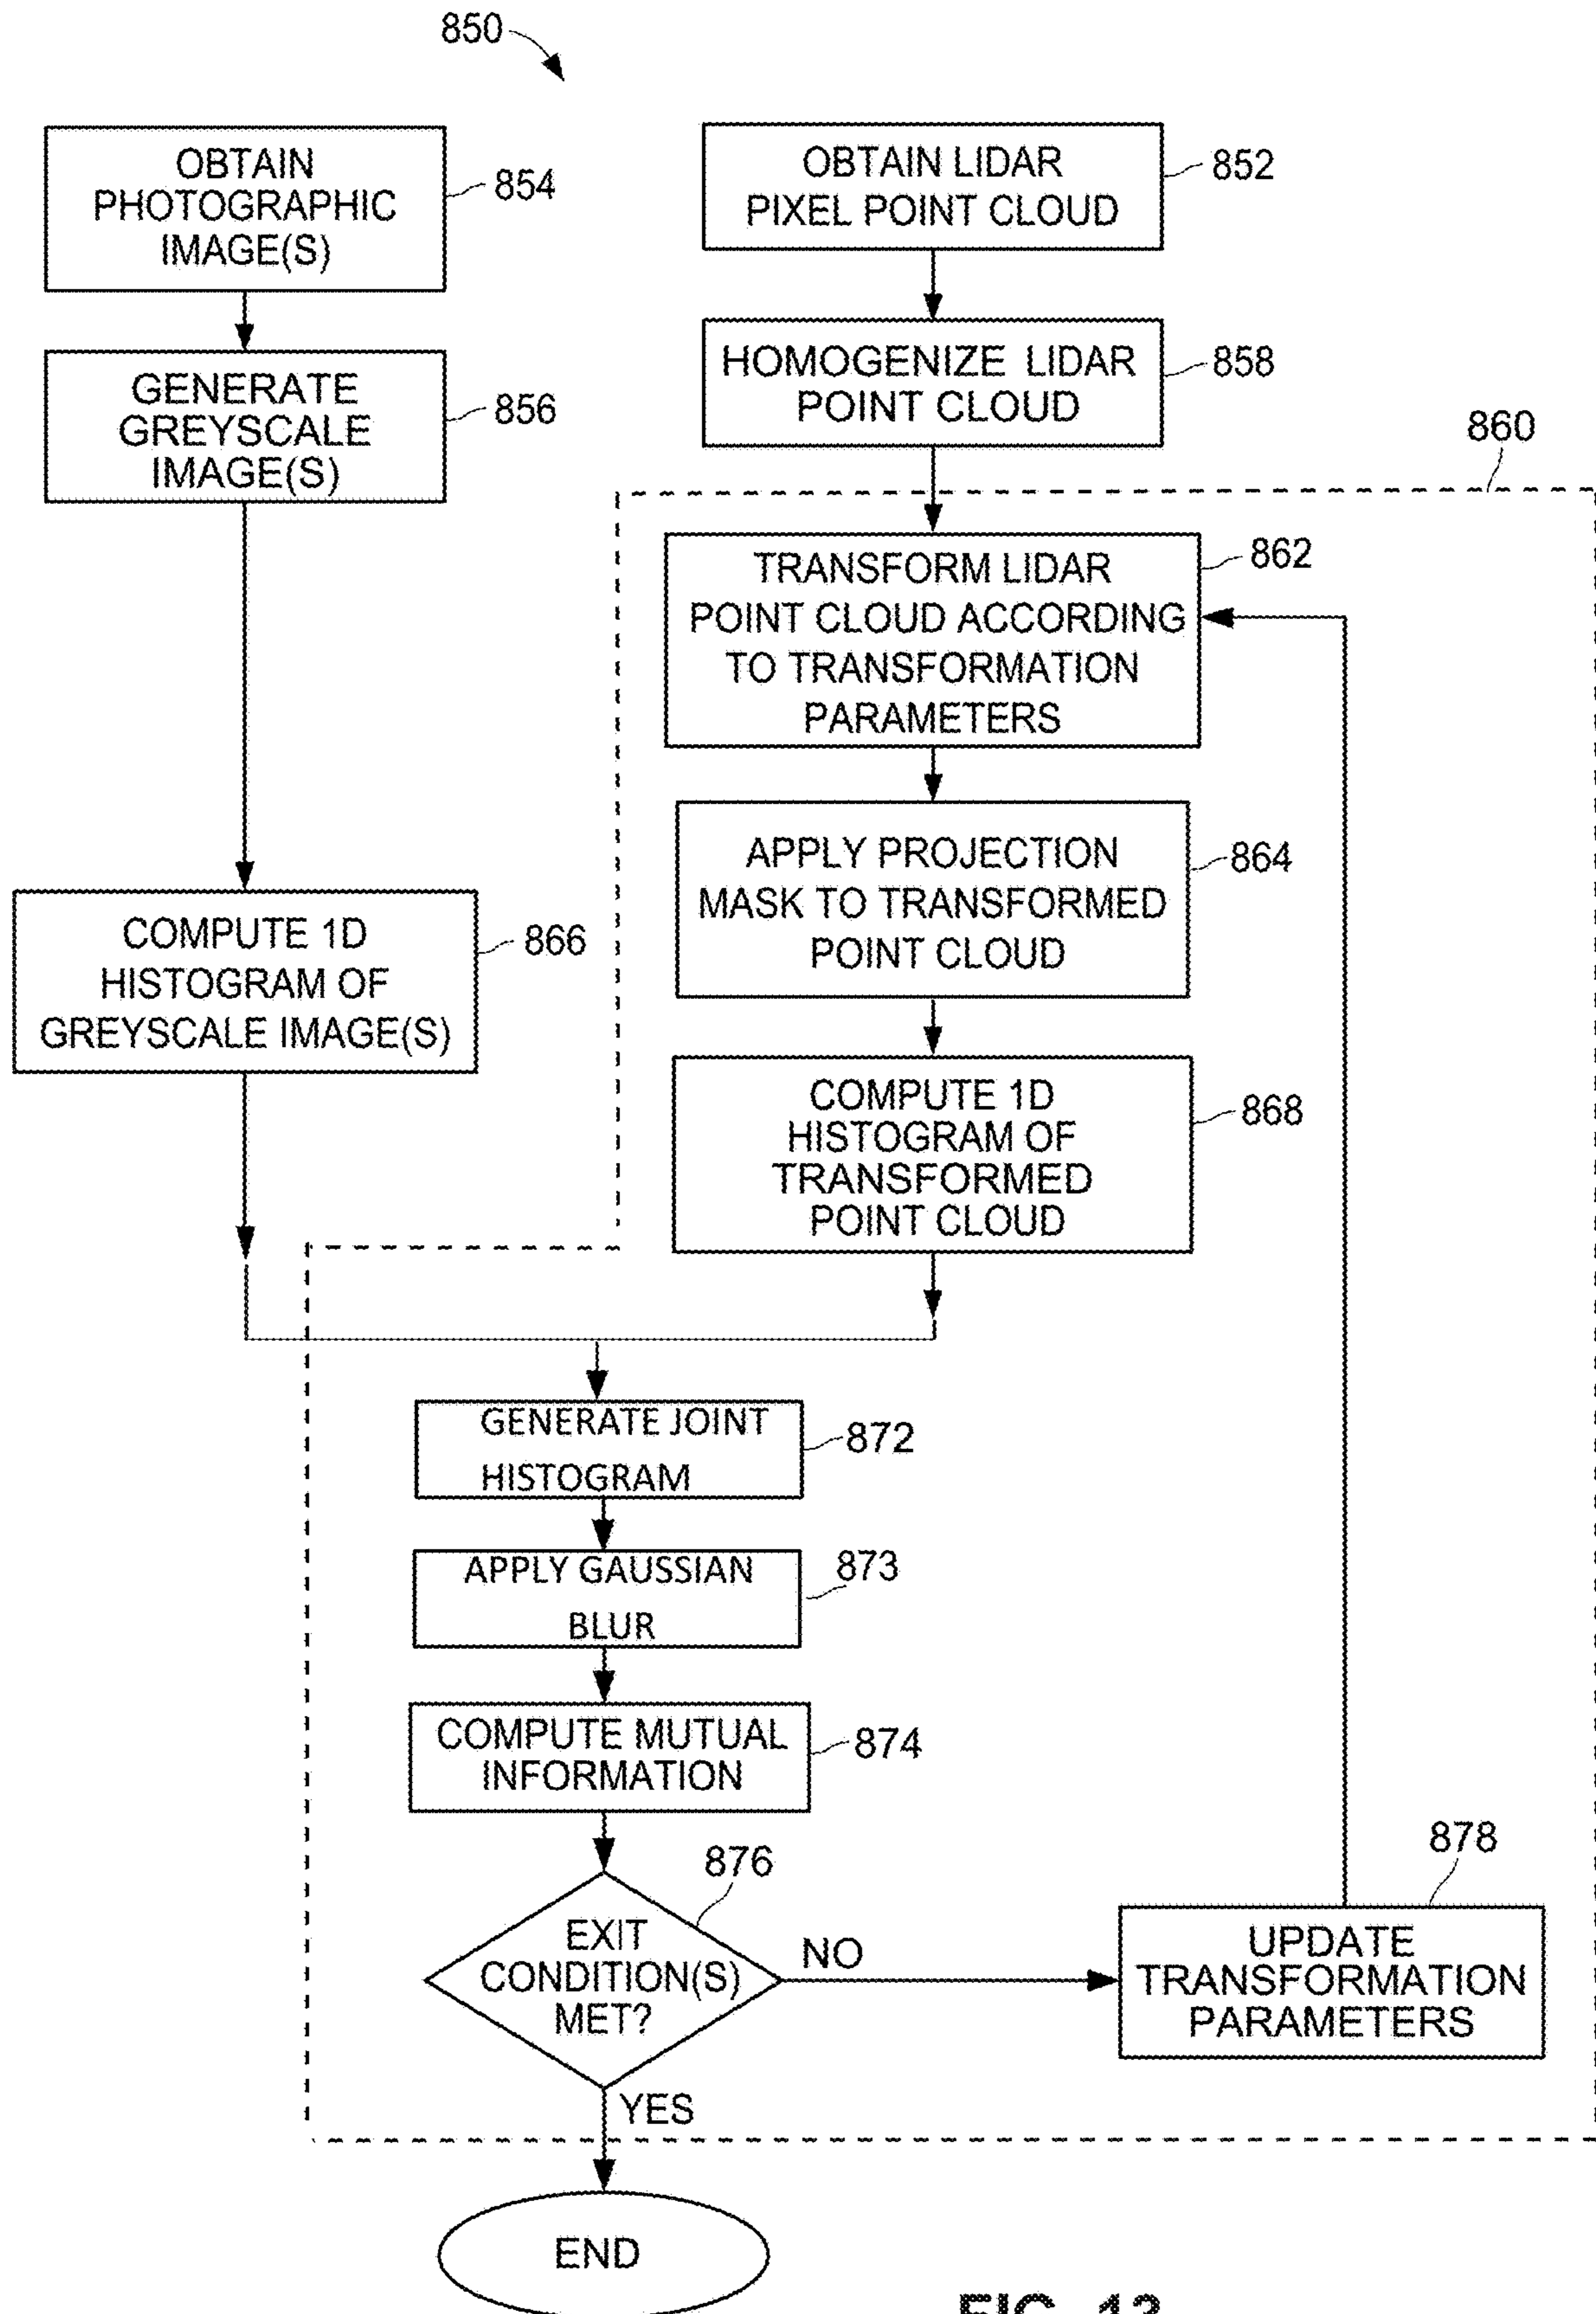 850
OBTAIN
PHOTOGRAPHIC
IMAGE(S)
854
OBTAIN LIDAR
PIXEL POINT CLOUD
852
GENERATE
GREYSCALE
IMAGE(S)
856
HOMOGENIZE LIDAR
POINT CLOUD
858
860
TRANSFORM LIDAR
POINT CLOUD ACCORDING
TO TRANSFORMATION
PARAMETERS
862
APPLY PROJECTION
MASK TO TRANSFORMED
POINT CLOUD
864
COMPUTE 1D
HISTOGRAM OF
GREYSCALE IMAGE(S)
866
COMPUTE 1D
HISTOGRAM OF
TRANSFORMED
POINT CLOUD
868
GENERATE JOINT
HISTOGRAM
872
APPLY GAUSSIAN
BLUR
873
COMPUTE MUTUAL
INFORMATION
874
EXIT
CONDITION(S)
MET?
876
NO
UPDATE
TRANSFORMATION
PARAMETERS
878
YES
END
FIG. 13